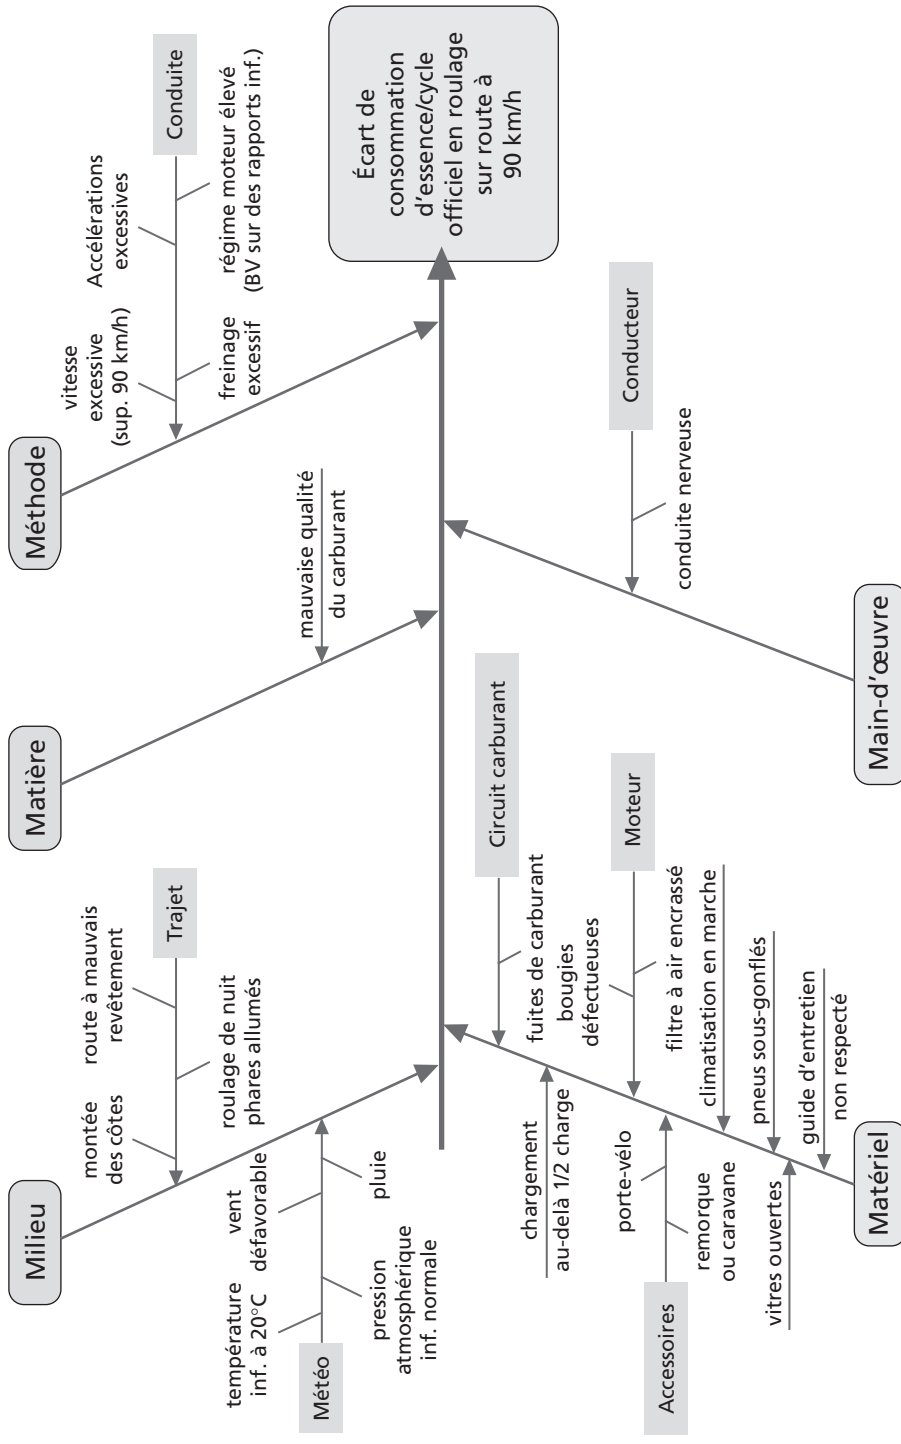 Milieu
Matière
Méthode
montée
des côtes
route à mauvais
revêtement
Trajet
roulage de nuit
phares allumés
température
inf. à 20°C
vent
défavorable
Météo
pression
atmosphérique
inf. normale
pluie
mauvaise qualité
du carburant
vitesse
excessive
(sup. 90 km/h)
Accélérations
excessives
Conduite
freinage
excessif
régime moteur élevé
(BV sur des rapports inf.)
Écart de
consommation
d'essence/cycle
officiel en roulage
sur route à
90 km/h
Circuit carburant
fuites de carburant
chargement
au-delà 1/2 charge
bougies
défectueuses
Moteur
filtre à air encrassé
porte-vélo
Accessoires
remorque
ou caravane
climatisation en marche
pneus sous-gonflés
vitres ouvertes
guide d'entretien
non respecté
Conducteur
conduite nerveuse
Matériel
Main-d'œuvre